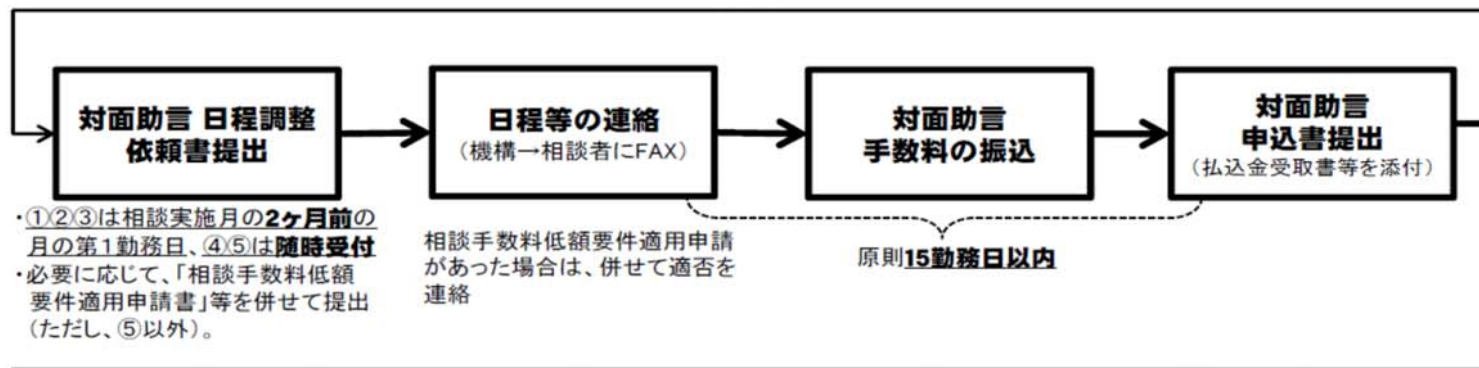 対面助言 日程調整
依頼書提出
日程等の連絡
(機構→相談者にFAX)
対面助言
手数料の振込
対面助言
申込書提出
(払込金受取書等を添付)
・①②③は相談実施月の2ヶ月前の
月の第1勤務日、④⑤は随時受付
・必要に応じて、「相談手数料低額
要件適用申請書」等を併せて提出
(ただし、⑤以外)。
相談手数料低額要件適用申請
があった場合は、併せて適否を
連絡
原則15勤務日以内